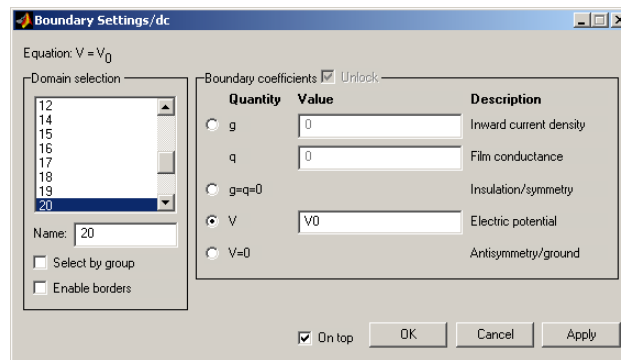 Boundary Settings/dc
Equation: V = V0
Domain selection
12
14
15
16
17
18
19
20
Name: 20
Select by group
Enable borders
Boundary coefficients Unlock
Quantity Value Description
g 0 Inward current density
q 0 Film conductance
g=q=0 Insulation/symmetry
V V0 Electric potential
V=0 Antisymmetry/ground
On top OK Cancel Apply